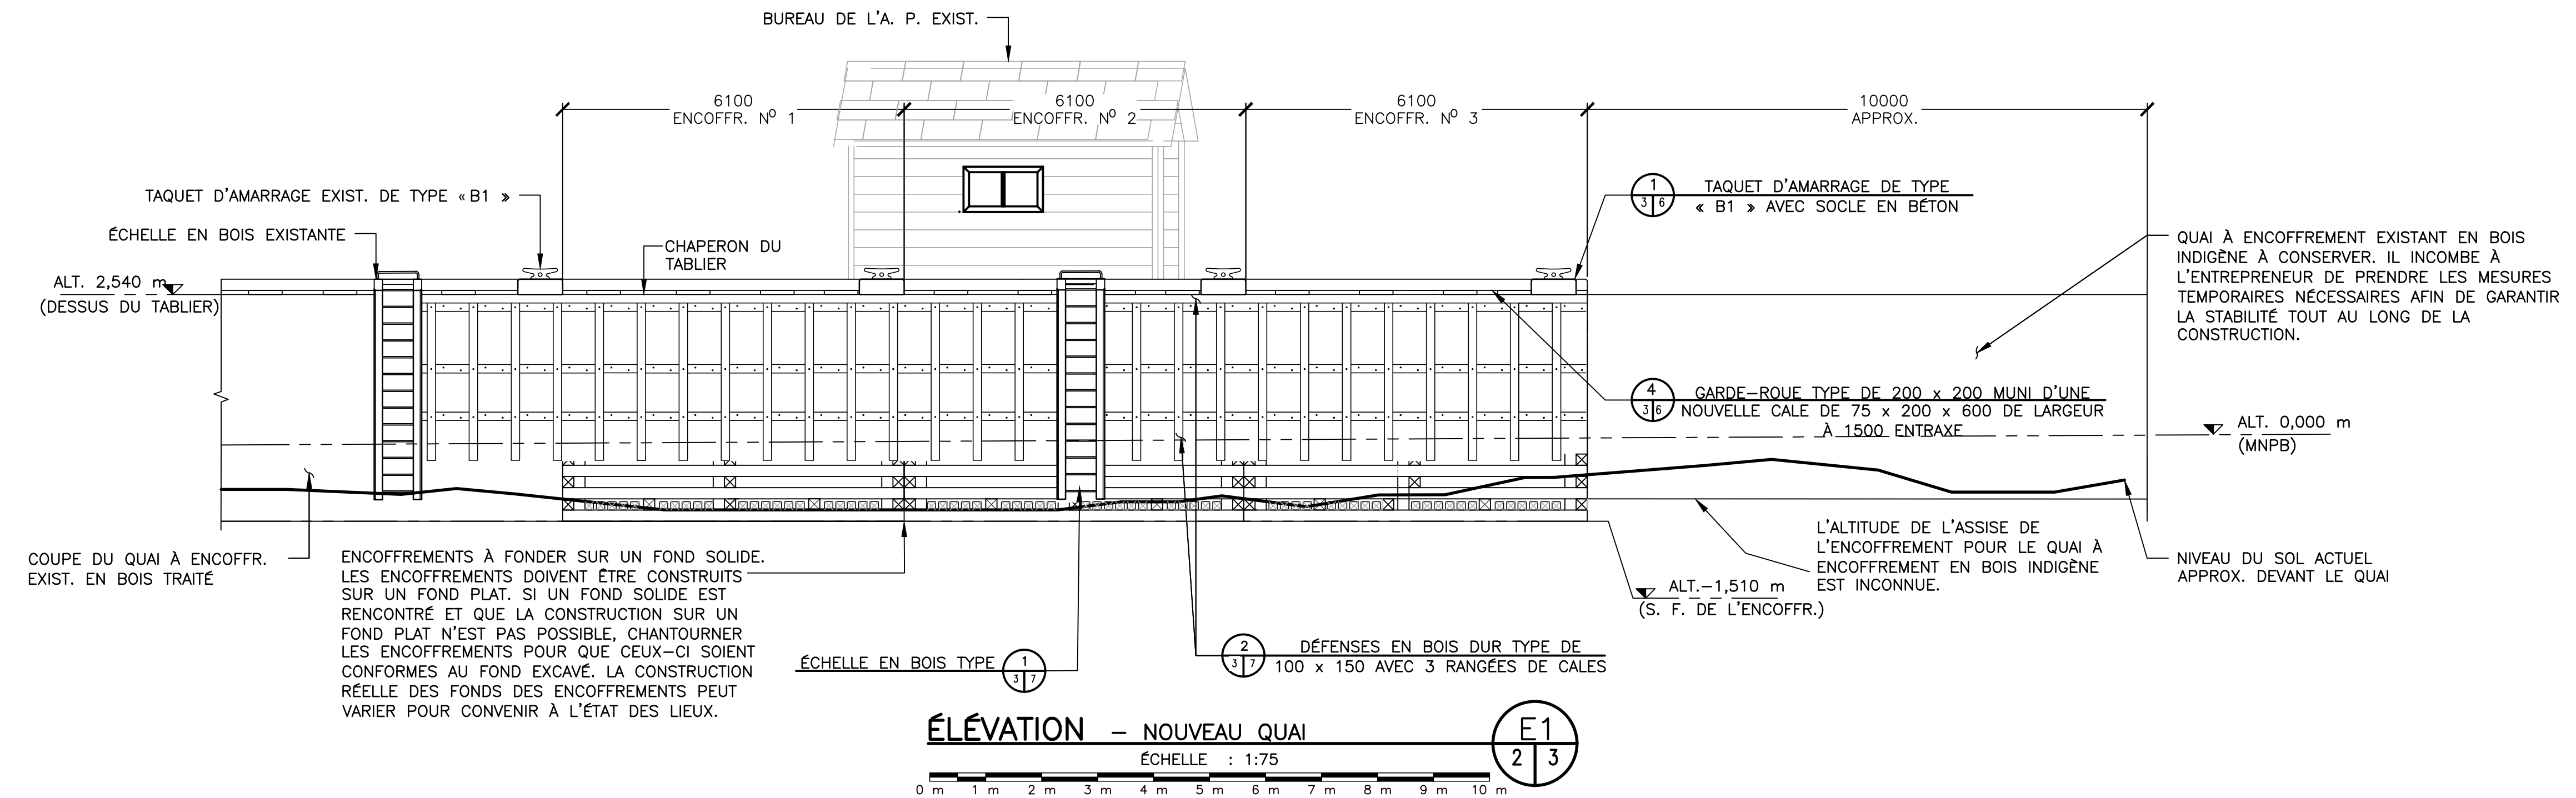 BUREAU DE L'A. P. EXIST.
6100
ENCOFFR. Nº 1
6100
ENCOFFR. Nº 2
6100
ENCOFFR. Nº 3
10000
APPROX.
TAQUET D'AMARRAGE EXIST. DE TYPE « B1 »
ÉCHELLE EN BOIS EXISTANTE
CHAPERON DU
TABLIER
ALT. 2,540 m
(DESSUS DU TABLIER)
1
3 6
TAQUET D'AMARRAGE DE TYPE
« B1 » AVEC SOCLE EN BÉTON
QUAI À ENCOFFREMENT EXISTANT EN BOIS
INDIGÈNE À CONSERVER. IL INCOMBE À
L'ENTREPRENEUR DE PRENDRE LES MESURES
TEMPORAIRES NÉCESSAIRES AFIN DE GARANTIR
LA STABILITÉ TOUT AU LONG DE LA
CONSTRUCTION.
4
3 6
GARDE-ROUE TYPE DE 200 x 200 MUNI D'UNE
NOUVELLE CALE DE 75 x 200 x 600 DE LARGEUR
À 1500 ENTRAXE
ALT. 0,000 m
(MNPB)
COUPE DU QUAI À ENCOFFR.
EXIST. EN BOIS TRAITÉ
ENCOFFREMENTS À FONDER SUR UN FOND SOLIDE.
LES ENCOFFREMENTS DOIVENT ÊTRE CONSTRUITS
SUR UN FOND PLAT. SI UN FOND SOLIDE EST
RENCONTRÉ ET QUE LA CONSTRUCTION SUR UN
FOND PLAT N'EST PAS POSSIBLE, CHANTOURNER
LES ENCOFFREMENTS POUR QUE CEUX-CI SOIENT
CONFORMES AU FOND EXCAVÉ. LA CONSTRUCTION
RÉELLE DES FONDS DES ENCOFFREMENTS PEUT
VARIER POUR CONVENIR À L'ÉTAT DES LIEUX.
ÉCHELLE EN BOIS TYPE
1
3 7
2
3 7
DÉFENSES EN BOIS DUR TYPE DE
100 x 150 AVEC 3 RANGÉES DE CALES
ALT.-1,510 m
(S. F. DE L'ENCOFFR.)
L'ALTITUDE DE L'ASSISE DE
L'ENCOFFREMENT POUR LE QUAI À
ENCOFFREMENT EN BOIS INDIGÈNE
EST INCONNUE.
NIVEAU DU SOL ACTUEL
APPROX. DEVANT LE QUAI
ÉLÉVATION - NOUVEAU QUAI
ÉCHELLE : 1:75
E1
2 3
0 m 1 m 2 m 3 m 4 m 5 m 6 m 7 m 8 m 9 m 10 m